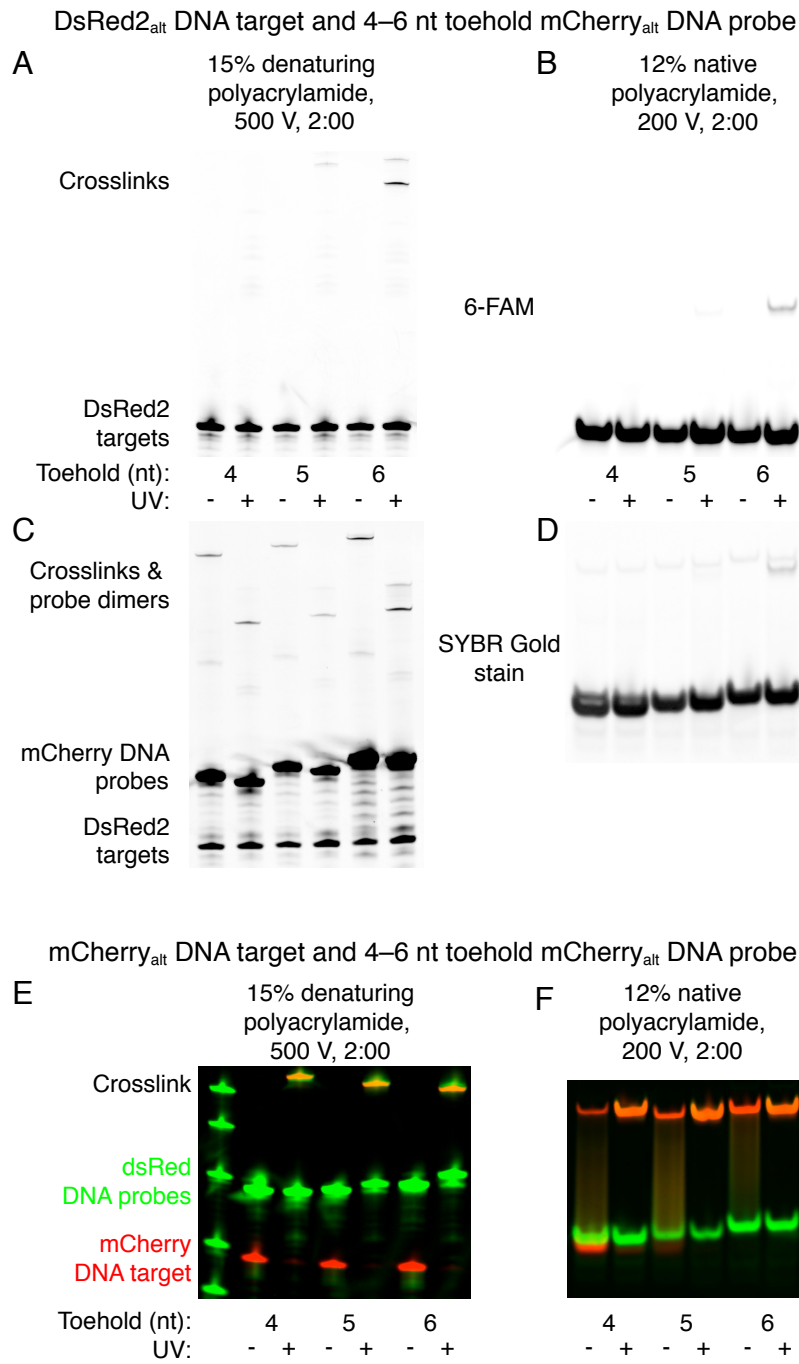 DsRed2alt DNA target and 4–6 nt toehold mCherryalt DNA probe
A
15% denaturing
polyacrylamide,
500 V, 2:00
B
12% native
polyacrylamide,
200 V, 2:00
Crosslinks
6-FAM
DsRed2
targets
Toehold (nt): 4 5 6
UV: - + - + - +
4 5 6
- + - + - +
C
Crosslinks &
probe dimers
D
SYBR Gold
stain
mCherry DNA
probes
DsRed2
targets
mCherryalt DNA target and 4–6 nt toehold mCherryalt DNA probe
E
15% denaturing
polyacrylamide,
500 V, 2:00
F
12% native
polyacrylamide,
200 V, 2:00
Crosslink
dsRed
DNA probes
mCherry
DNA target
Toehold (nt): 4 5 6
UV: - + - + - +
4 5 6
- + - + - +